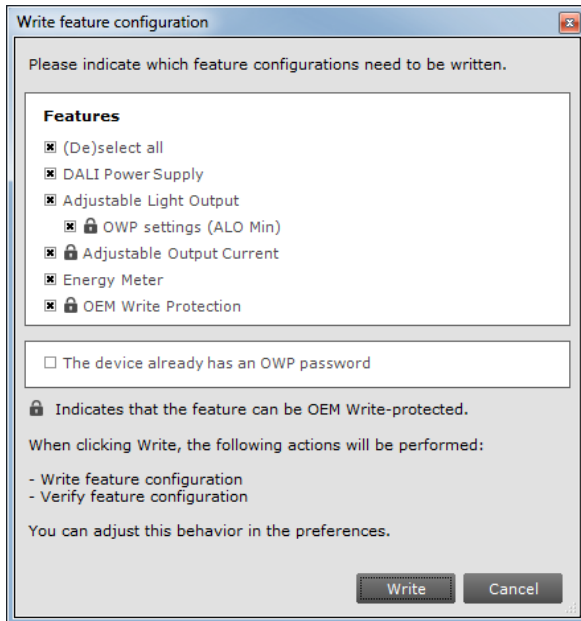 Write feature configuration
Please indicate which feature configurations need to be written.
Features
(De)select all
DALI Power Supply
Adjustable Light Output
OWP settings (ALO Min)
Adjustable Output Current
Energy Meter
OEM Write Protection
The device already has an OWP password
Indicates that the feature can be OEM Write-protected.
When clicking Write, the following actions will be performed:
- Write feature configuration
- Verify feature configuration
You can adjust this behavior in the preferences.
Write Cancel